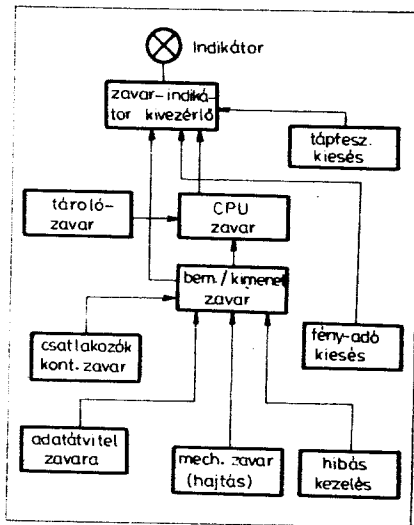 Indikátor
zavar-indiká-
tor kivezérlő
tápfesz.
kiesés
tároló-
zavar
CPU
zavar
bem./kimenet
zavar
csatlakozók
kont. zavar
fény-adó
kiesés
adatátvitel
zavara
mech. zavar
(hajtás)
hibás
kezelés